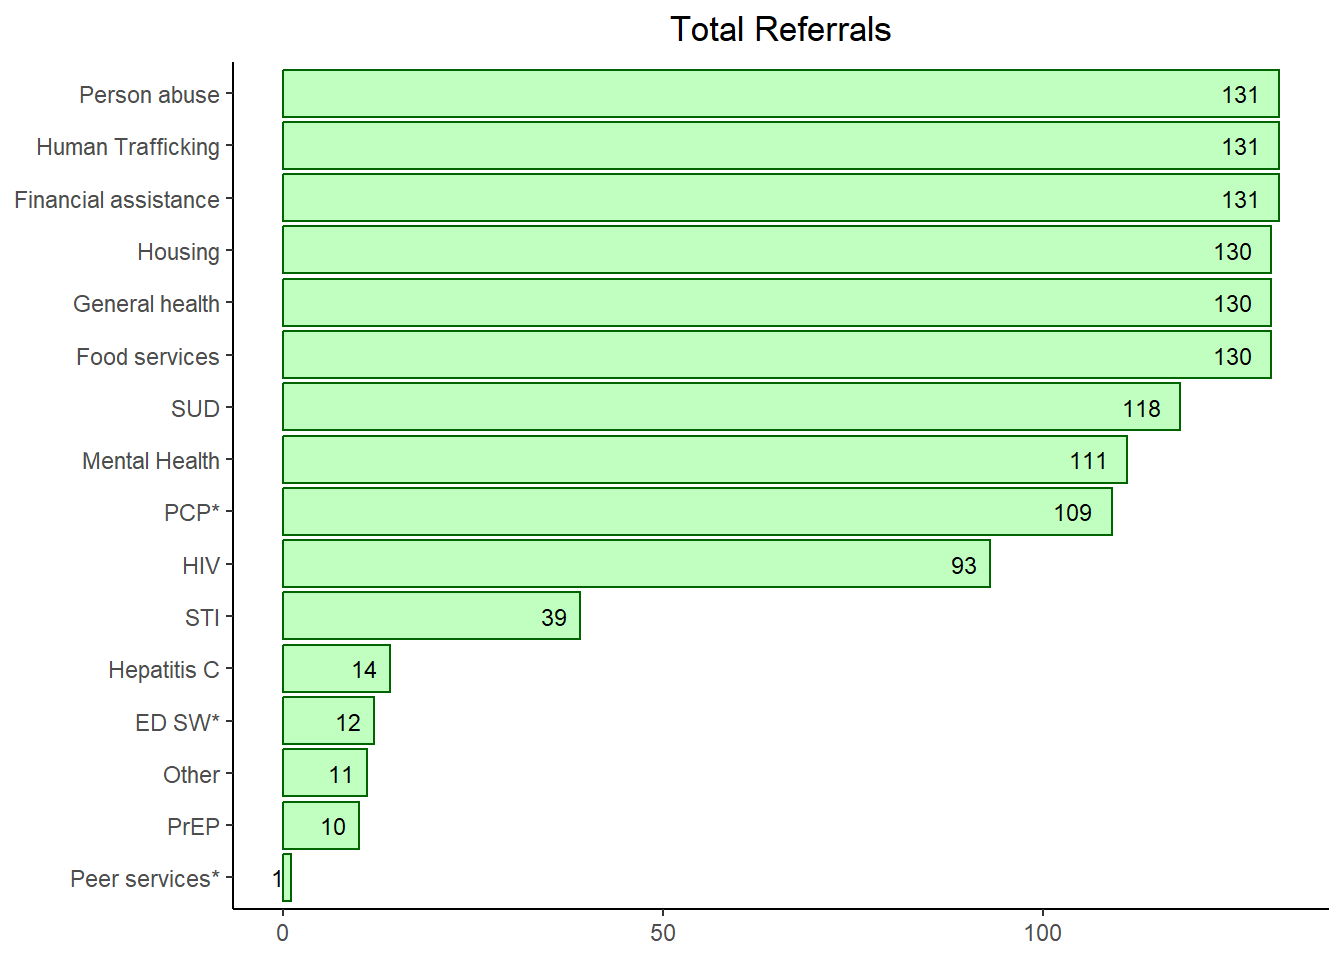 Total Referrals
Person abuse 131
Human Trafficking 131
Financial assistance 131
Housing 130
General health 130
Food services 130
SUD 118
Mental Health 111
PCP* 109
HIV 93
STI 39
Hepatitis C 14
ED SW* 12
Other 11
PrEP 10
Peer services* 1
0 50 100